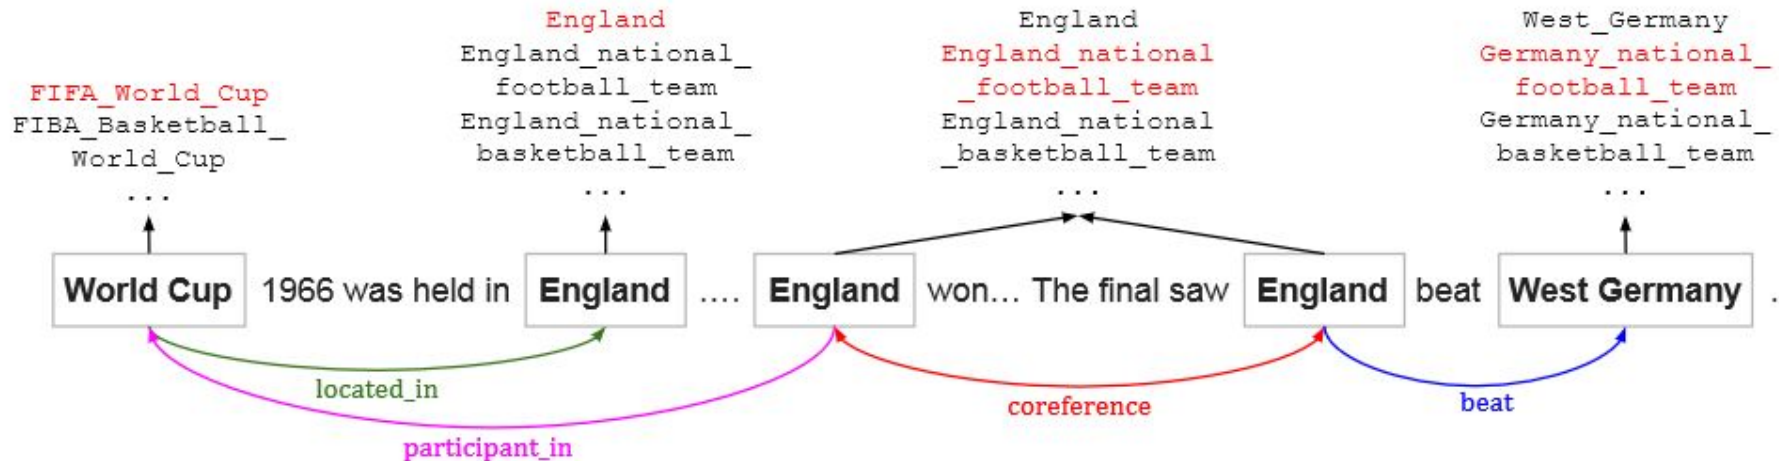 FIFA_World_Cup
FIBA_Basketball_
World_Cup
...
England
England_national_
football_team
England_national_
basketball_team
...
England
England_national
_football_team
England_national
_basketball_team
...
West_Germany
Germany_national_
football_team
Germany_national_
basketball_team
...
World Cup 1966 was held in England .... England won... The final saw England beat West Germany .
located_in
participant_in
coreference
beat